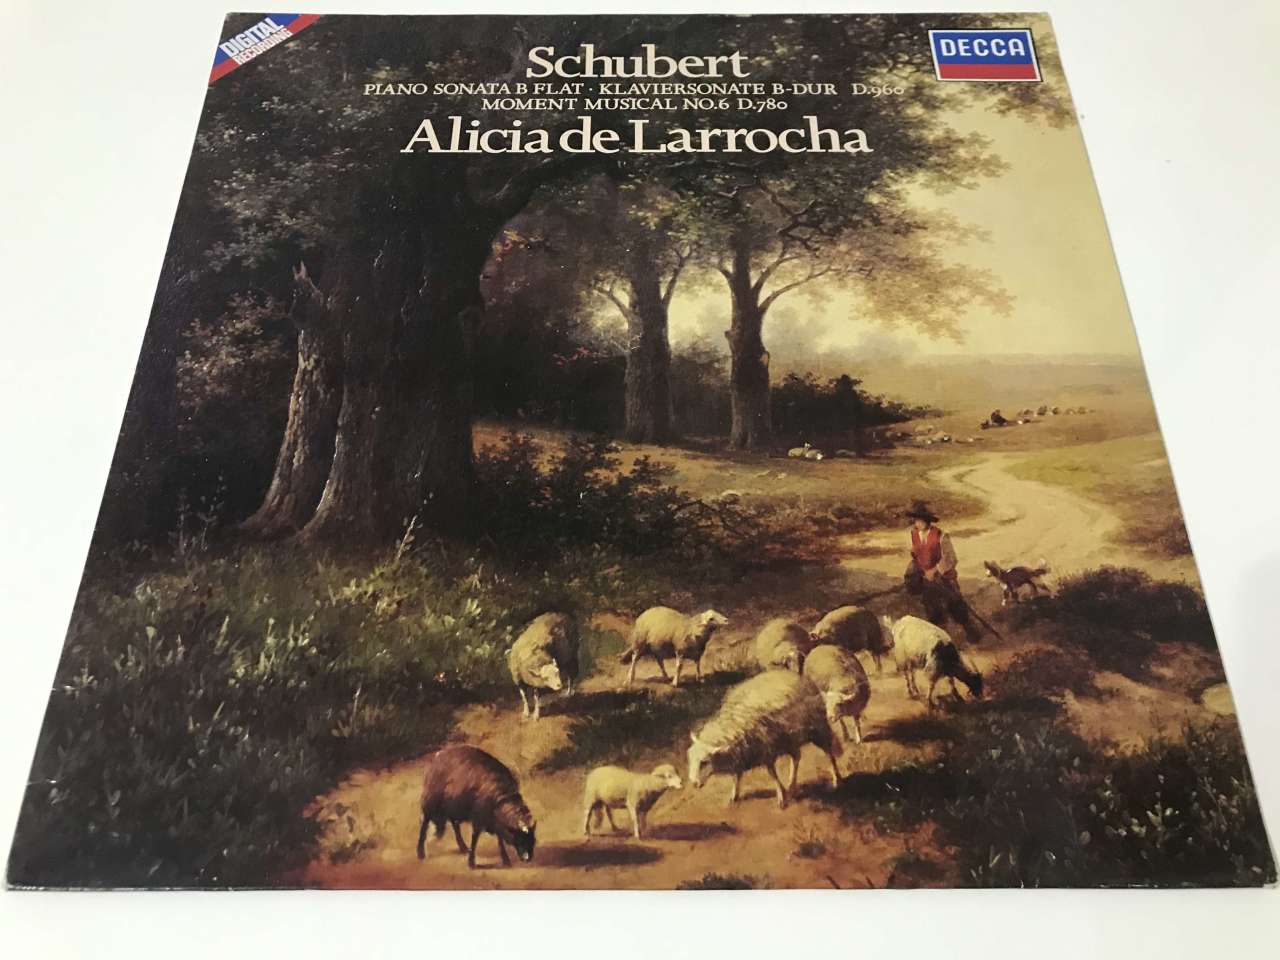 DIGITAL
RECORDING
DECCA
Schubert
PIANO SONATA B FLAT · KLAVIERSONATE B-DUR D.960
MOMENT MUSICAL NO.6 D.780
Alicia de Larrocha